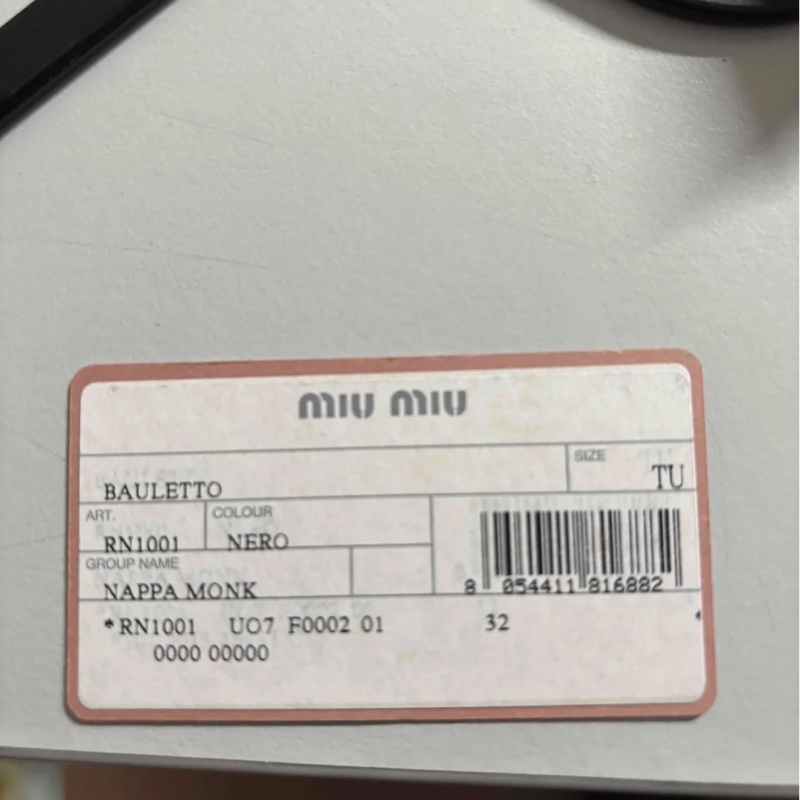 miu miu
SIZE
BAULETTO TU
ART. COLOUR
RN1001 NERO
GROUP NAME
NAPPA MONK
8 054411 816882
*RN1001 UO7 F0002 01 32
0000 00000